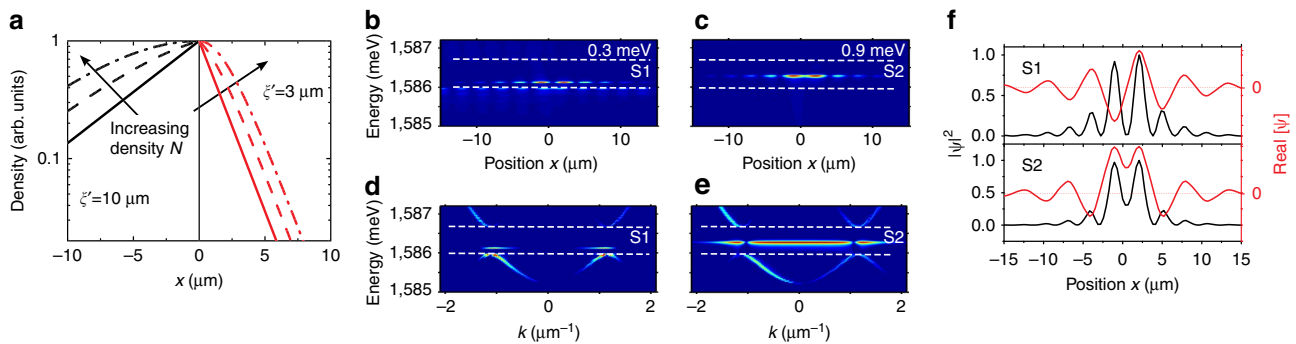 a
Density (arb. units)
1
0.1
ξ′=3 μm
Increasing
density N
ξ′=10 μm
−10 −5 0 5 10
x (μm)
b
Energy (meV)
1,587
1,586
1,585
0.3 meV
S1
−10 0 10
Position x (μm)
c
0.9 meV
S2
−10 0 10
Position x (μm)
d
Energy (meV)
1,587
1,586
1,585
S1
−2 0 2
k (μm⁻¹)
e
S2
−2 0 2
k (μm⁻¹)
f
|ψ|²
1.0
0.5
0.0
S1
0
1.0
0.5
0.0
S2
0
Real [ψ]
−15 −10 −5 0 5 10 15
Position x (μm)